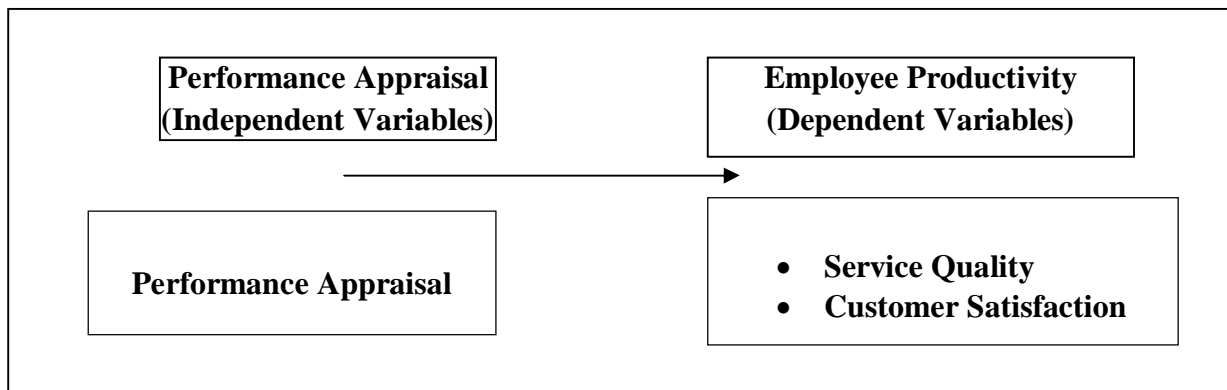 Performance Appraisal
(Independent Variables)
Employee Productivity
(Dependent Variables)
Performance Appraisal
• Service Quality
• Customer Satisfaction